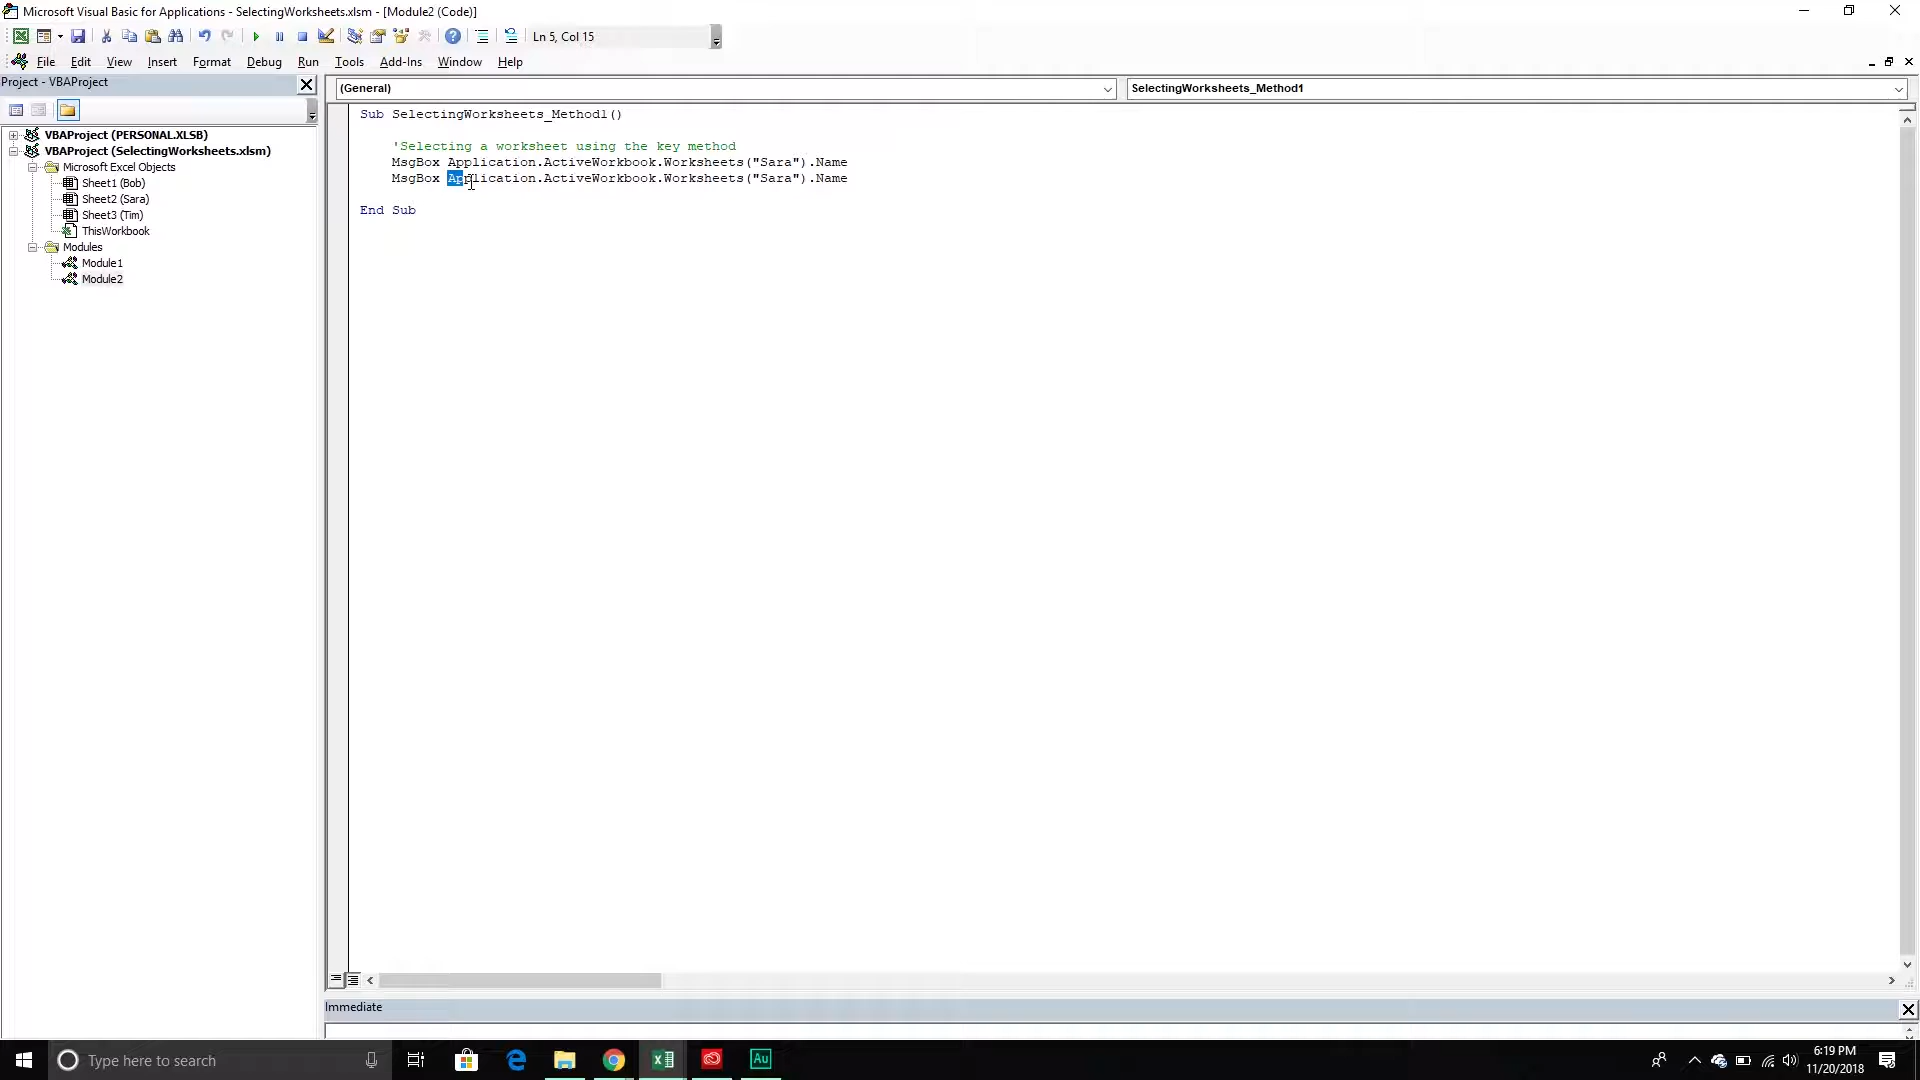 Microsoft Visual Basic for Applications - SelectingWorksheets.xlsm - [Module2 (Code)]
Ln 5, Col 15
File Edit View Insert Format Debug Run Tools Add-Ins Window Help
Project - VBAProject
(General)
SelectingWorksheets_Method1
VBAProject (PERSONAL.XLSB)
VBAProject (SelectingWorksheets.xlsm)
Microsoft Excel Objects
Sheet1 (Bob)
Sheet2 (Sara)
Sheet3 (Tim)
ThisWorkbook
Modules
Module1
Module2
Sub SelectingWorksheets_Method1()
'Selecting a worksheet using the key method
MsgBox Application.ActiveWorkbook.Worksheets("Sara").Name
MsgBox Application.ActiveWorkbook.Worksheets("Sara").Name
End Sub
Immediate
Type here to search
Au
6:19 PM
11/20/2018